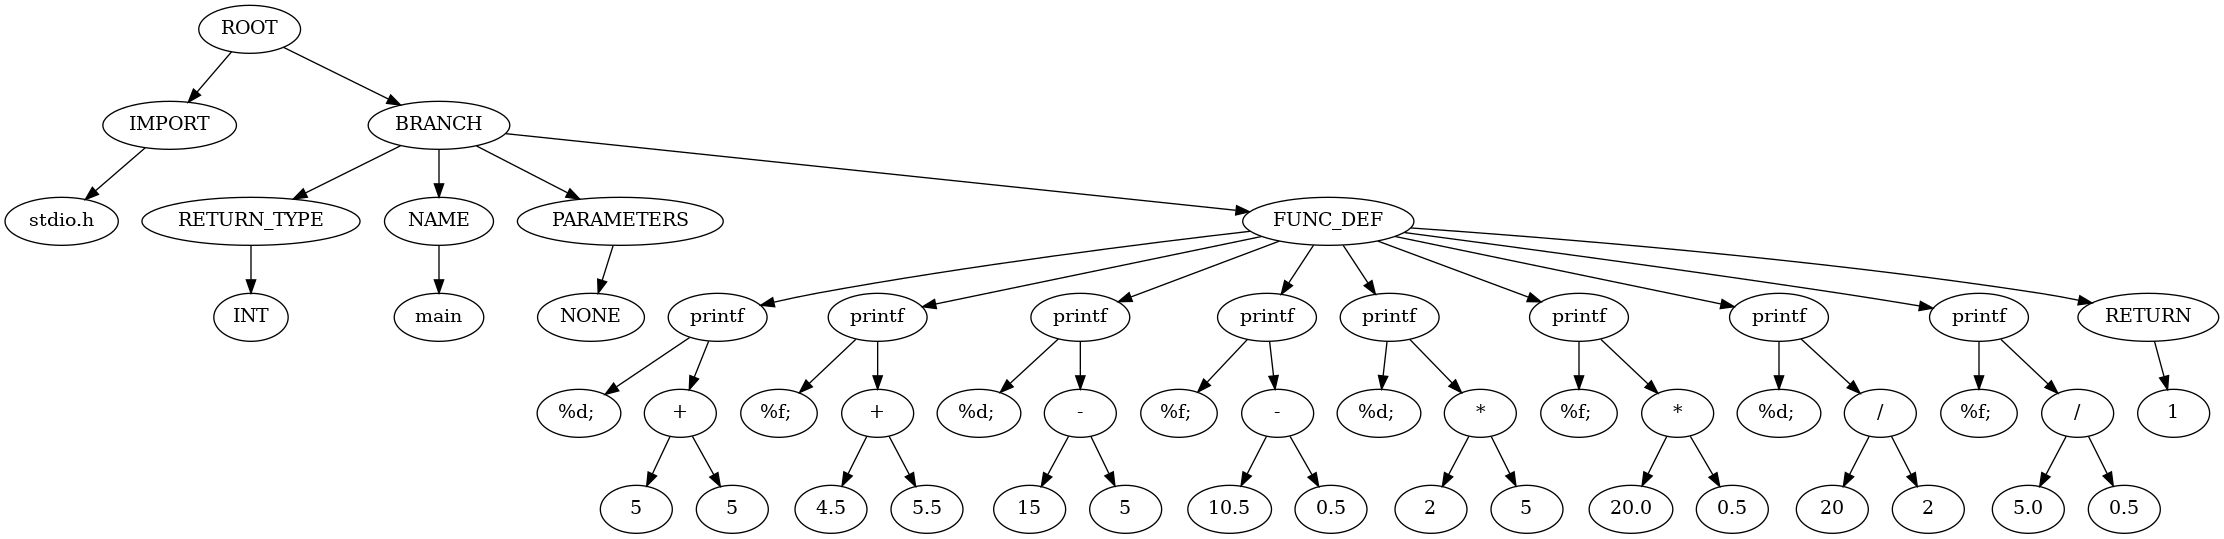 ROOT
IMPORT BRANCH
stdio.h RETURN_TYPE NAME PARAMETERS FUNC_DEF
INT main NONE printf printf printf printf printf printf printf printf RETURN
%d; + %f; + %d; - %f; - %d; * %f; * %d; / %f; / 1
5 5 4.5 5.5 15 5 10.5 0.5 2 5 20.0 0.5 20 2 5.0 0.5